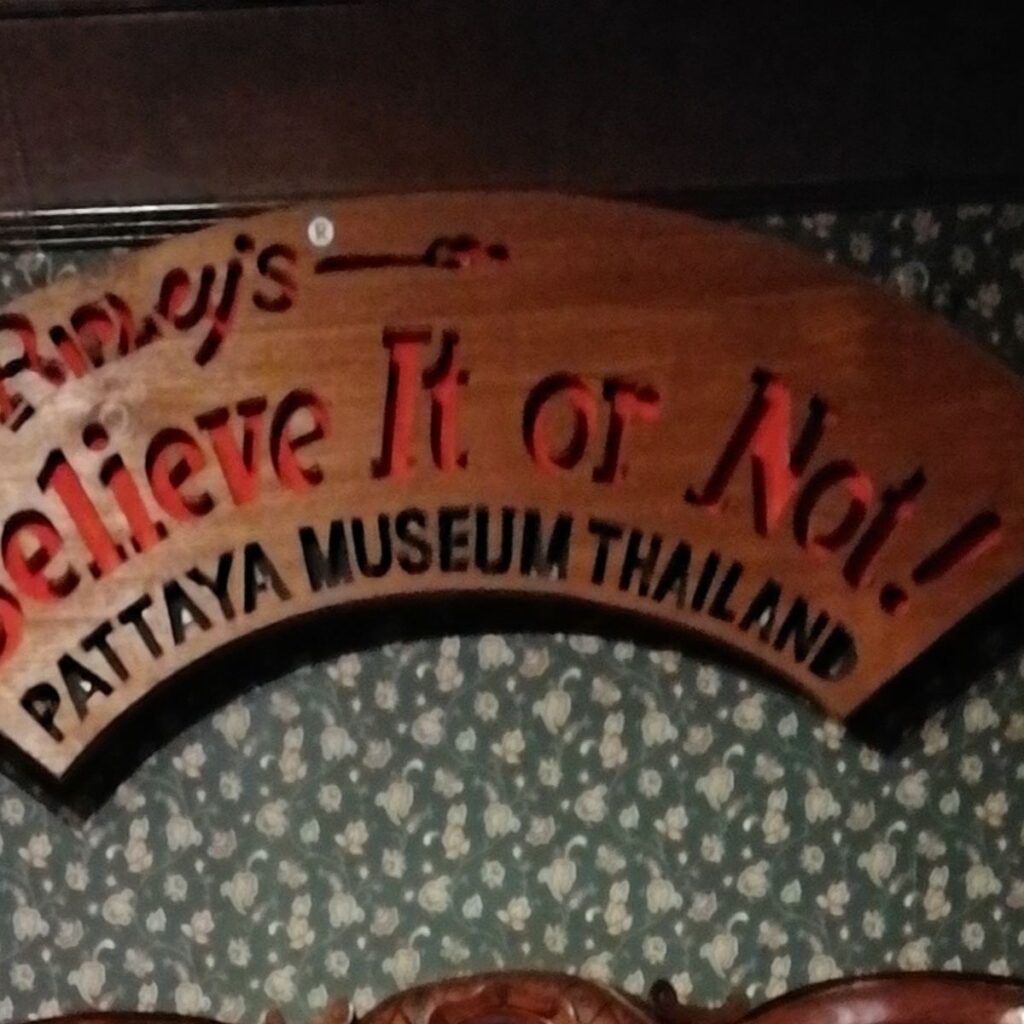 Ripley's ®
Believe It or Not!
PATTAYA MUSEUM THAILAND